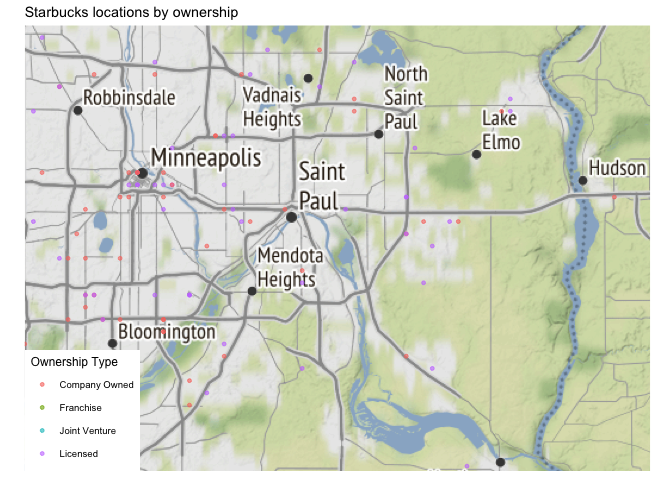 Starbucks locations by ownership
North
Saint
Paul
Robbinsdale
Vadnais
Heights
Lake
Elmo
Minneapolis
Saint
Paul
Hudson
Mendota
Heights
Bloomington
Ownership Type
Company Owned
Franchise
Joint Venture
Licensed